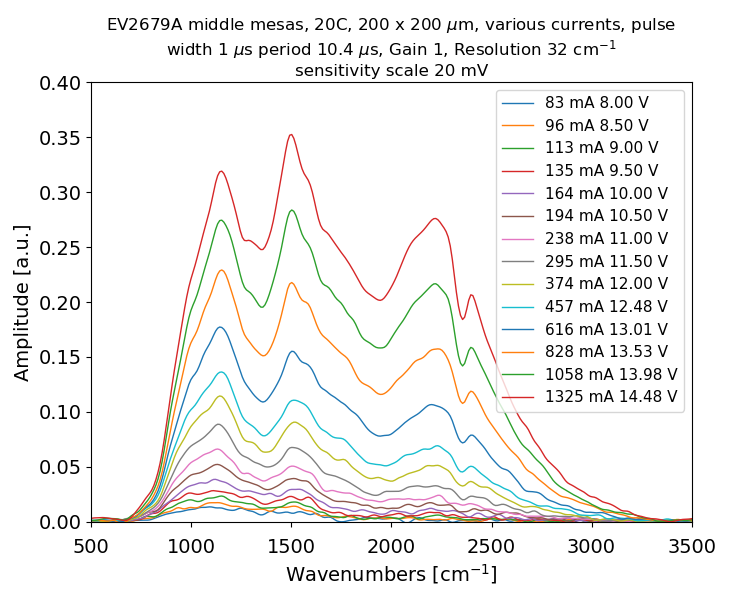 EV2679A middle mesas, 20C, 200 x 200 μm, various currents, pulse
width 1 μs period 10.4 μs, Gain 1, Resolution 32 cm⁻¹
sensitivity scale 20 mV
0.40
0.35
0.30
0.25
0.20
0.15
0.10
0.05
0.00
Amplitude [a.u.]
83 mA 8.00 V
96 mA 8.50 V
113 mA 9.00 V
135 mA 9.50 V
164 mA 10.00 V
194 mA 10.50 V
238 mA 11.00 V
295 mA 11.50 V
374 mA 12.00 V
457 mA 12.48 V
616 mA 13.01 V
828 mA 13.53 V
1058 mA 13.98 V
1325 mA 14.48 V
500 1000 1500 2000 2500 3000 3500
Wavenumbers [cm⁻¹]